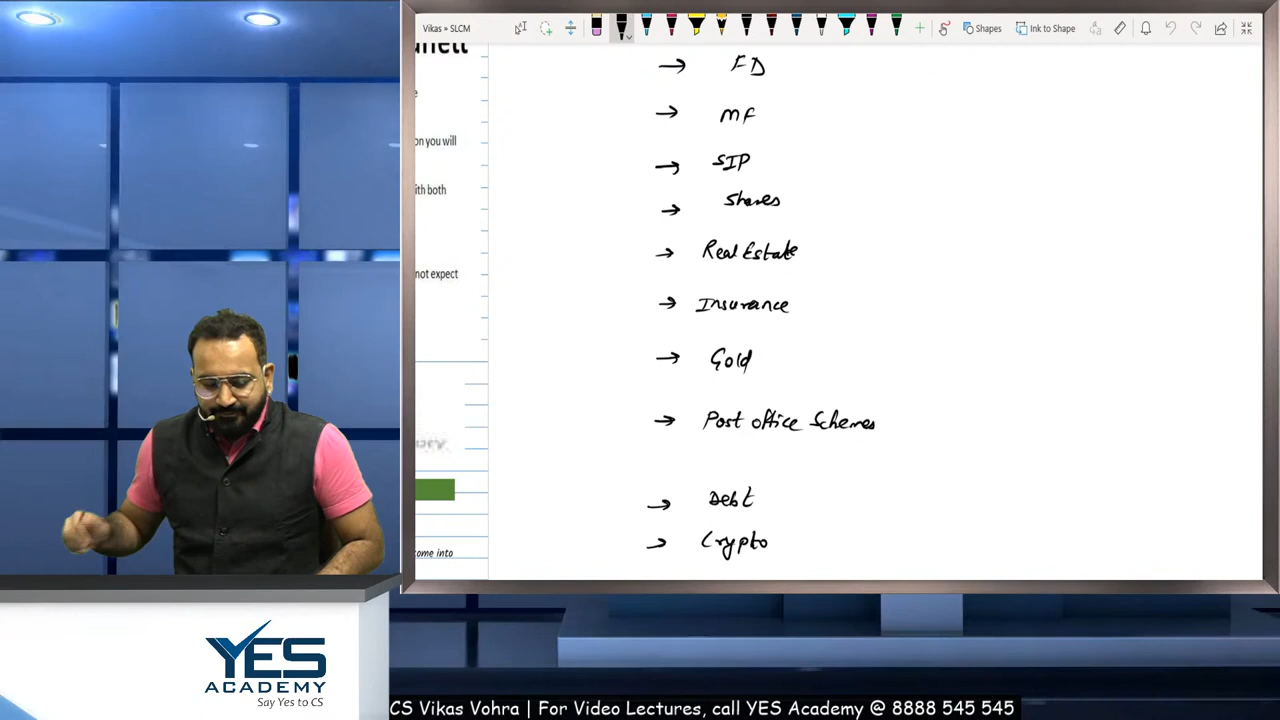 Vikas > SLCM
Shapes
Ink to Shape
on you will
ith both
not expect
come into
→ FD
→ MF
→ SIP
→ Shares
→ Real Estate
→ Insurance
→ Gold
→ Post office Schemes
→ Debt
→ Crypto
YES
ACADEMY
Say Yes to CS
CS Vikas Vohra | For Video Lectures, call YES Academy @ 8888 545 545